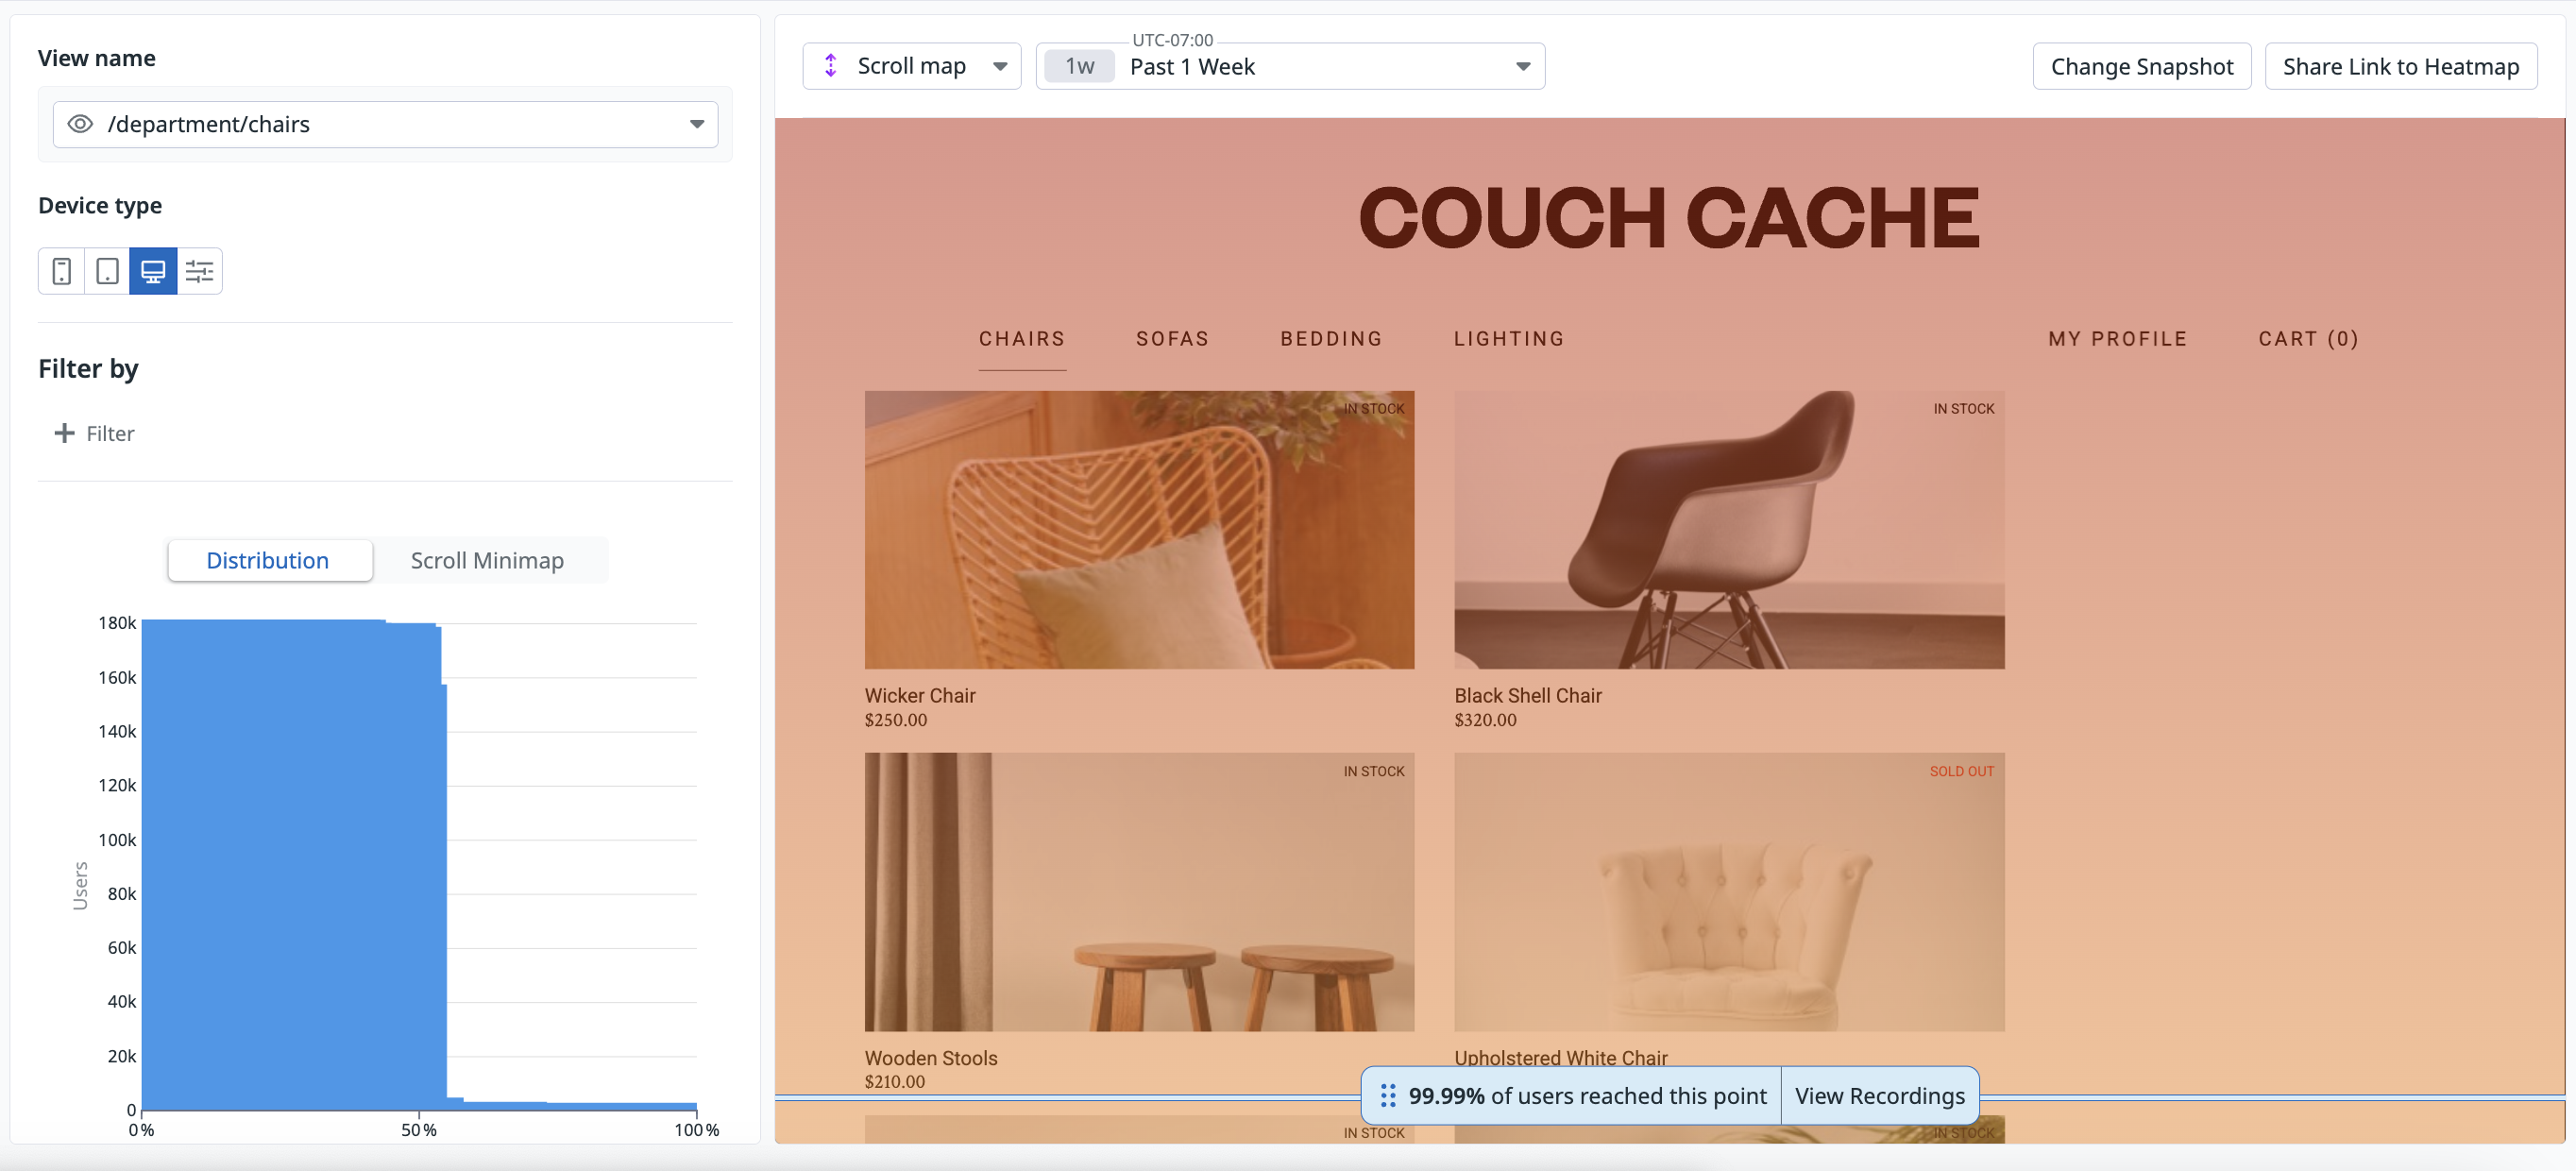 View name
/department/chairs
Device type
Filter by
Filter
Distribution
Scroll Minimap
180k
160k
140k
120k
100k
80k
60k
40k
20k
0
Users
0%
50%
100%
Scroll map
UTC-07:00
1w
Past 1 Week
Change Snapshot
Share Link to Heatmap
COUCH CACHE
CHAIRS
SOFAS
BEDDING
LIGHTING
MY PROFILE
CART (0)
IN STOCK
IN STOCK
Wicker Chair
$250.00
Black Shell Chair
$320.00
IN STOCK
SOLD OUT
Wooden Stools
$210.00
Upholstered White Chair
99.99% of users reached this point
View Recordings
IN STOCK
IN STOCK